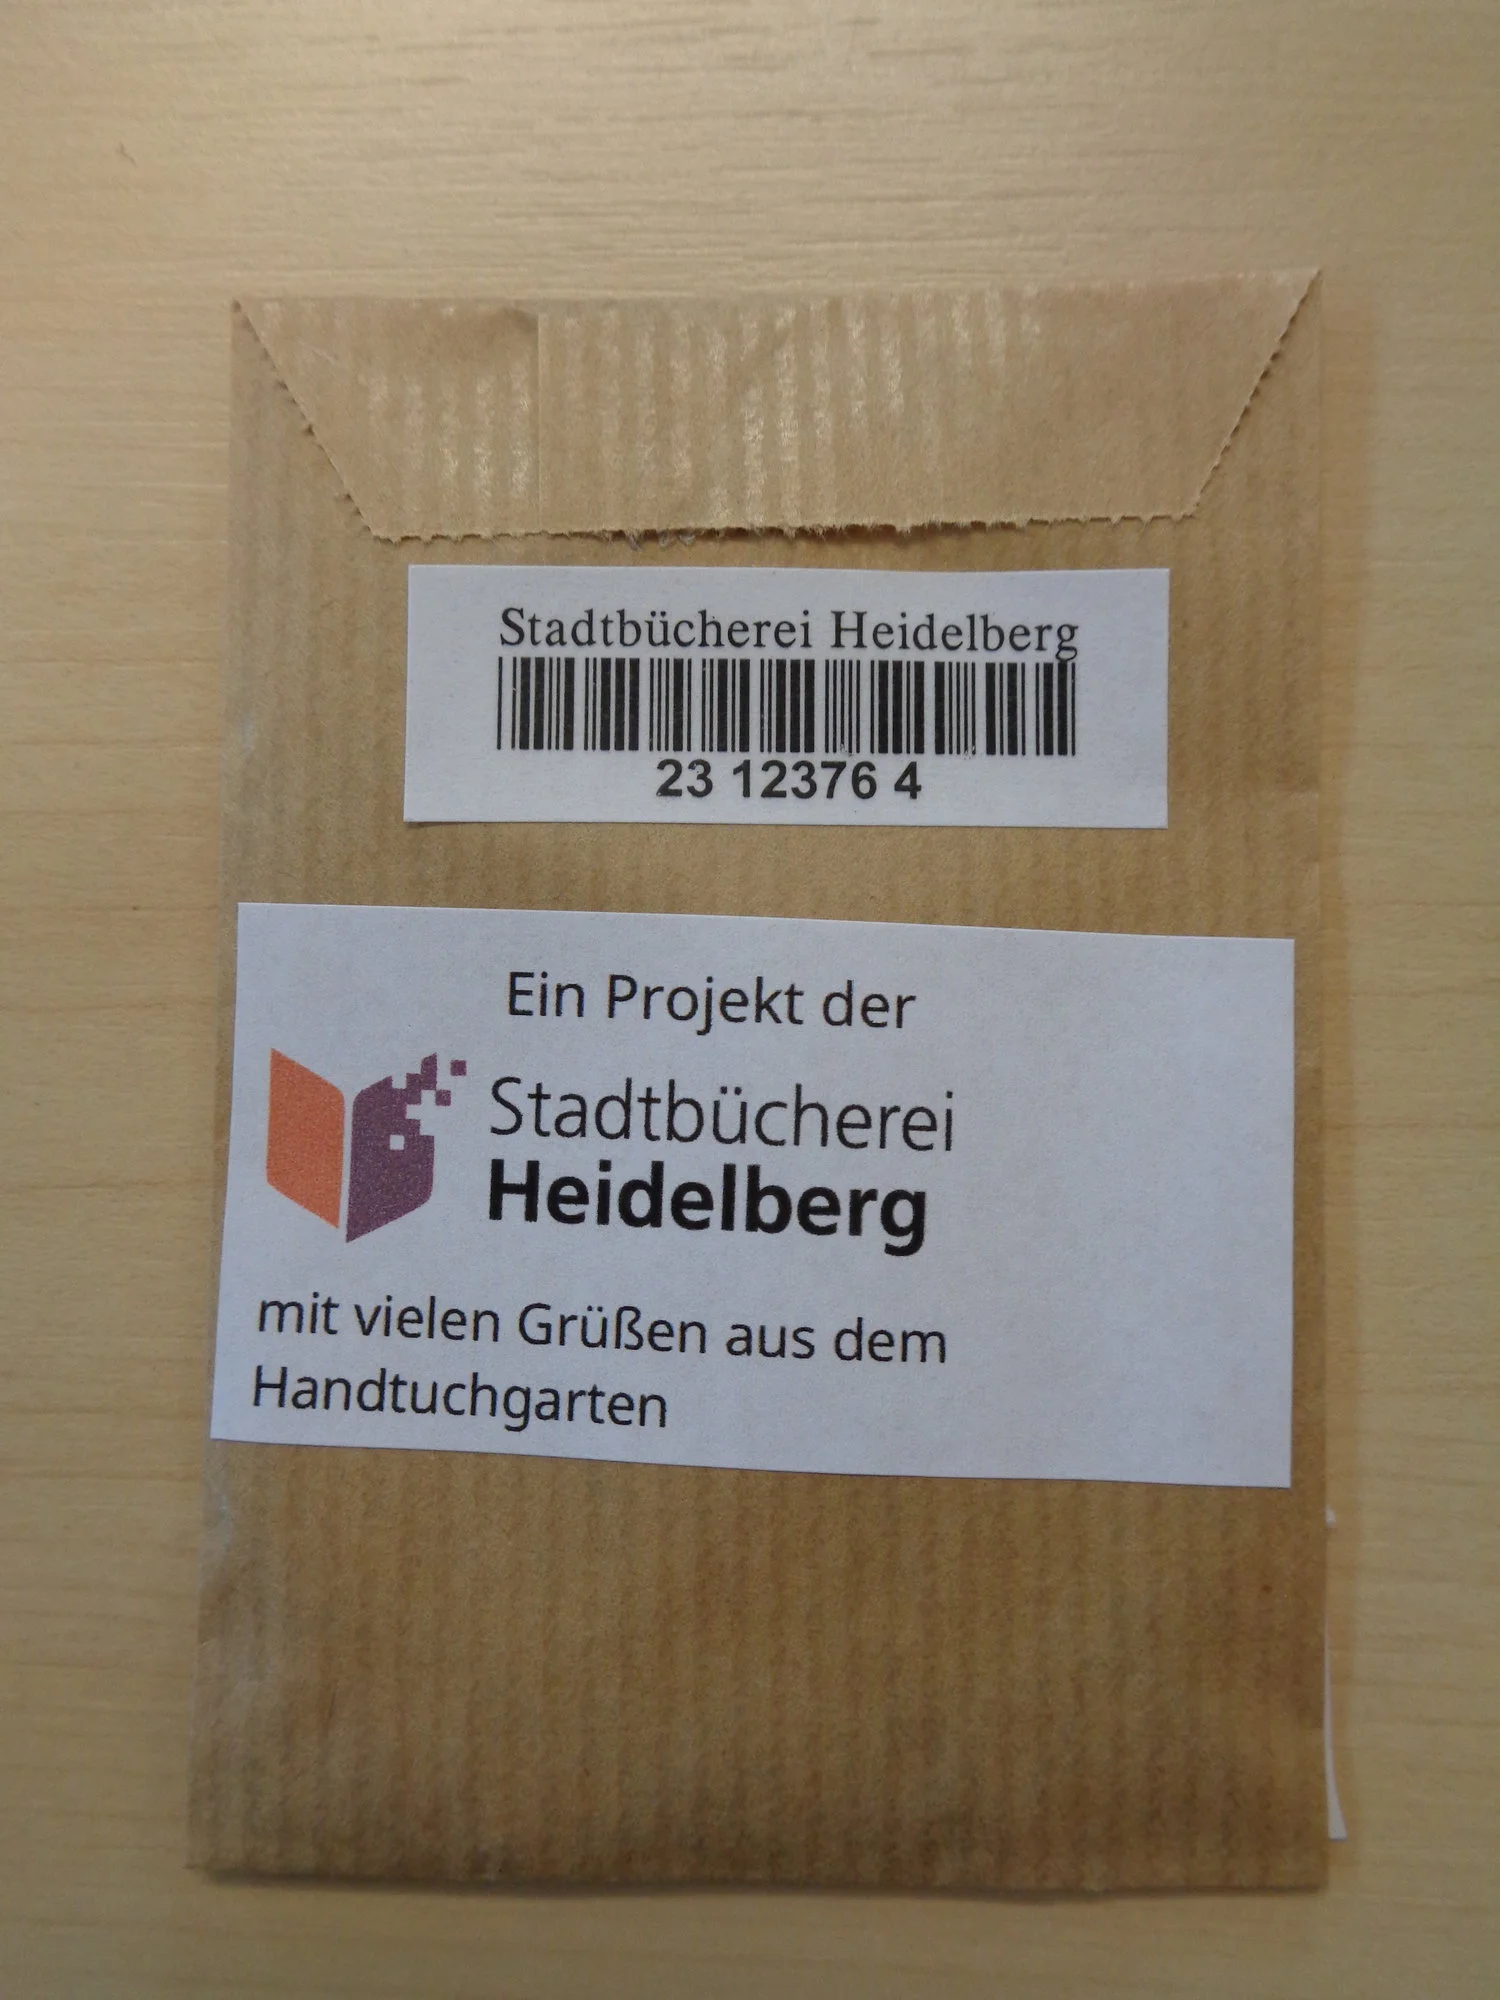 Stadtbücherei Heidelberg
23 12376 4
Ein Projekt der
Stadtbücherei
Heidelberg
mit vielen Grüßen aus dem
Handtuchgarten